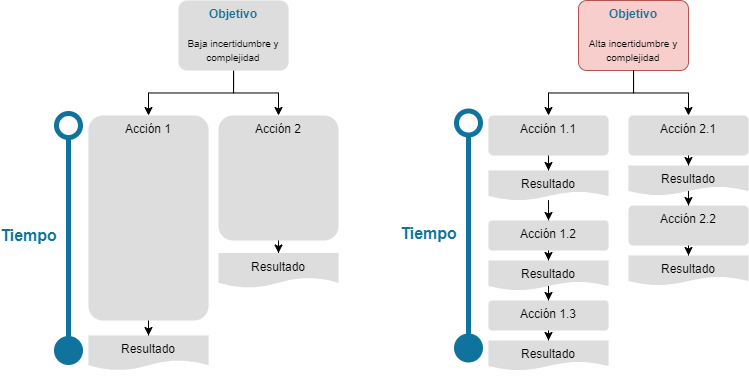 Objetivo
Baja incertidumbre y
complejidad
Acción 1
Acción 2
Tiempo
Resultado
Resultado
Objetivo
Alta incertidumbre y
complejidad
Acción 1.1
Acción 2.1
Resultado
Resultado
Acción 2.2
Tiempo
Acción 1.2
Resultado
Resultado
Acción 1.3
Resultado